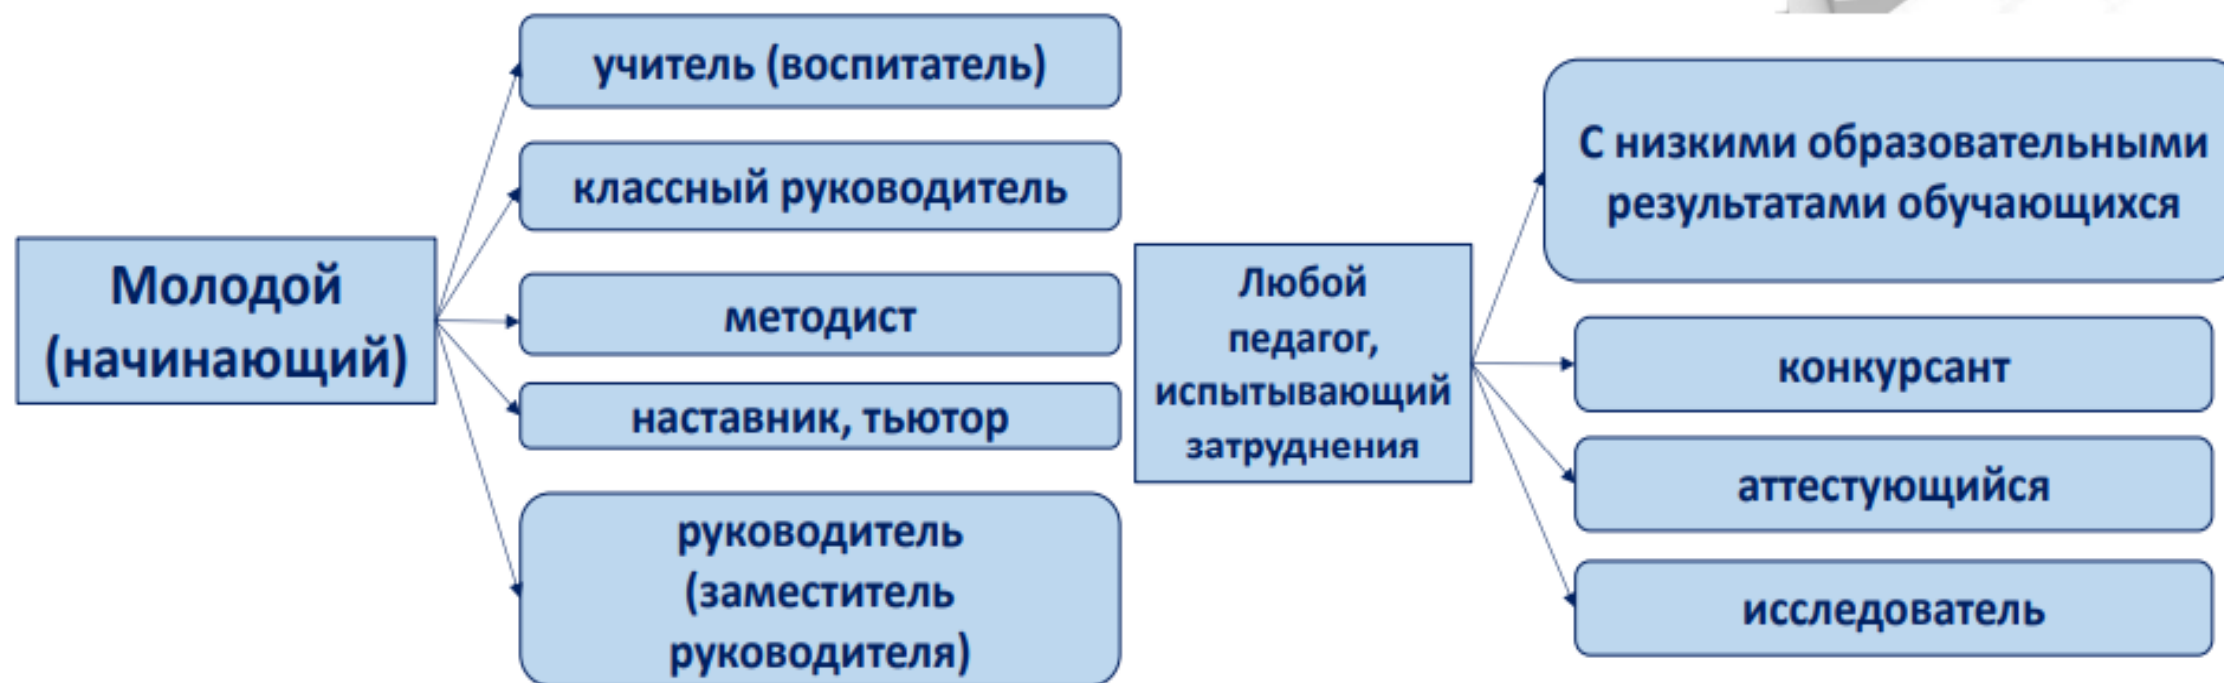 Молодой
(начинающий)
учитель (воспитатель)
классный руководитель
методист
наставник, тьютор
руководитель
(заместитель
руководителя)
Любой
педагог,
испытывающий
затруднения
С низкими образовательными
результатами обучающихся
конкурсант
аттестующийся
исследователь